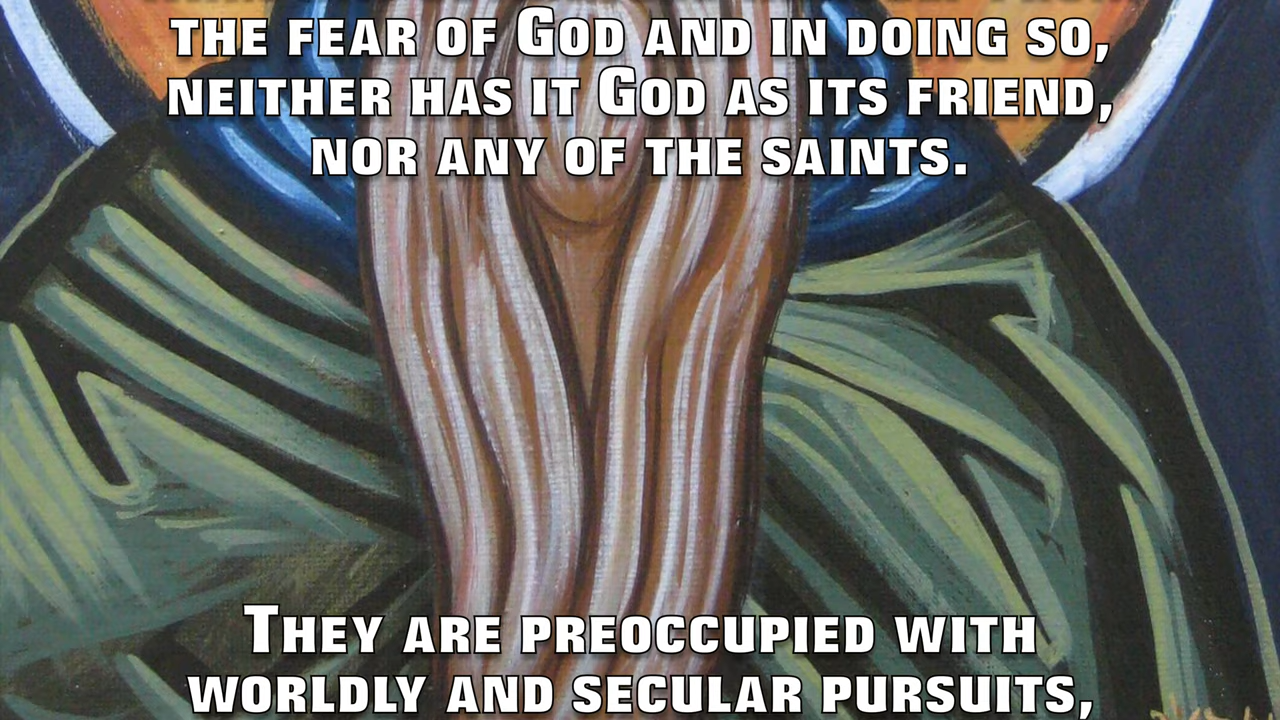 THE FEAR OF GOD AND IN DOING SO,
NEITHER HAS IT GOD AS ITS FRIEND,
NOR ANY OF THE SAINTS.
THEY ARE PREOCCUPIED WITH
WORLDLY AND SECULAR PURSUITS,